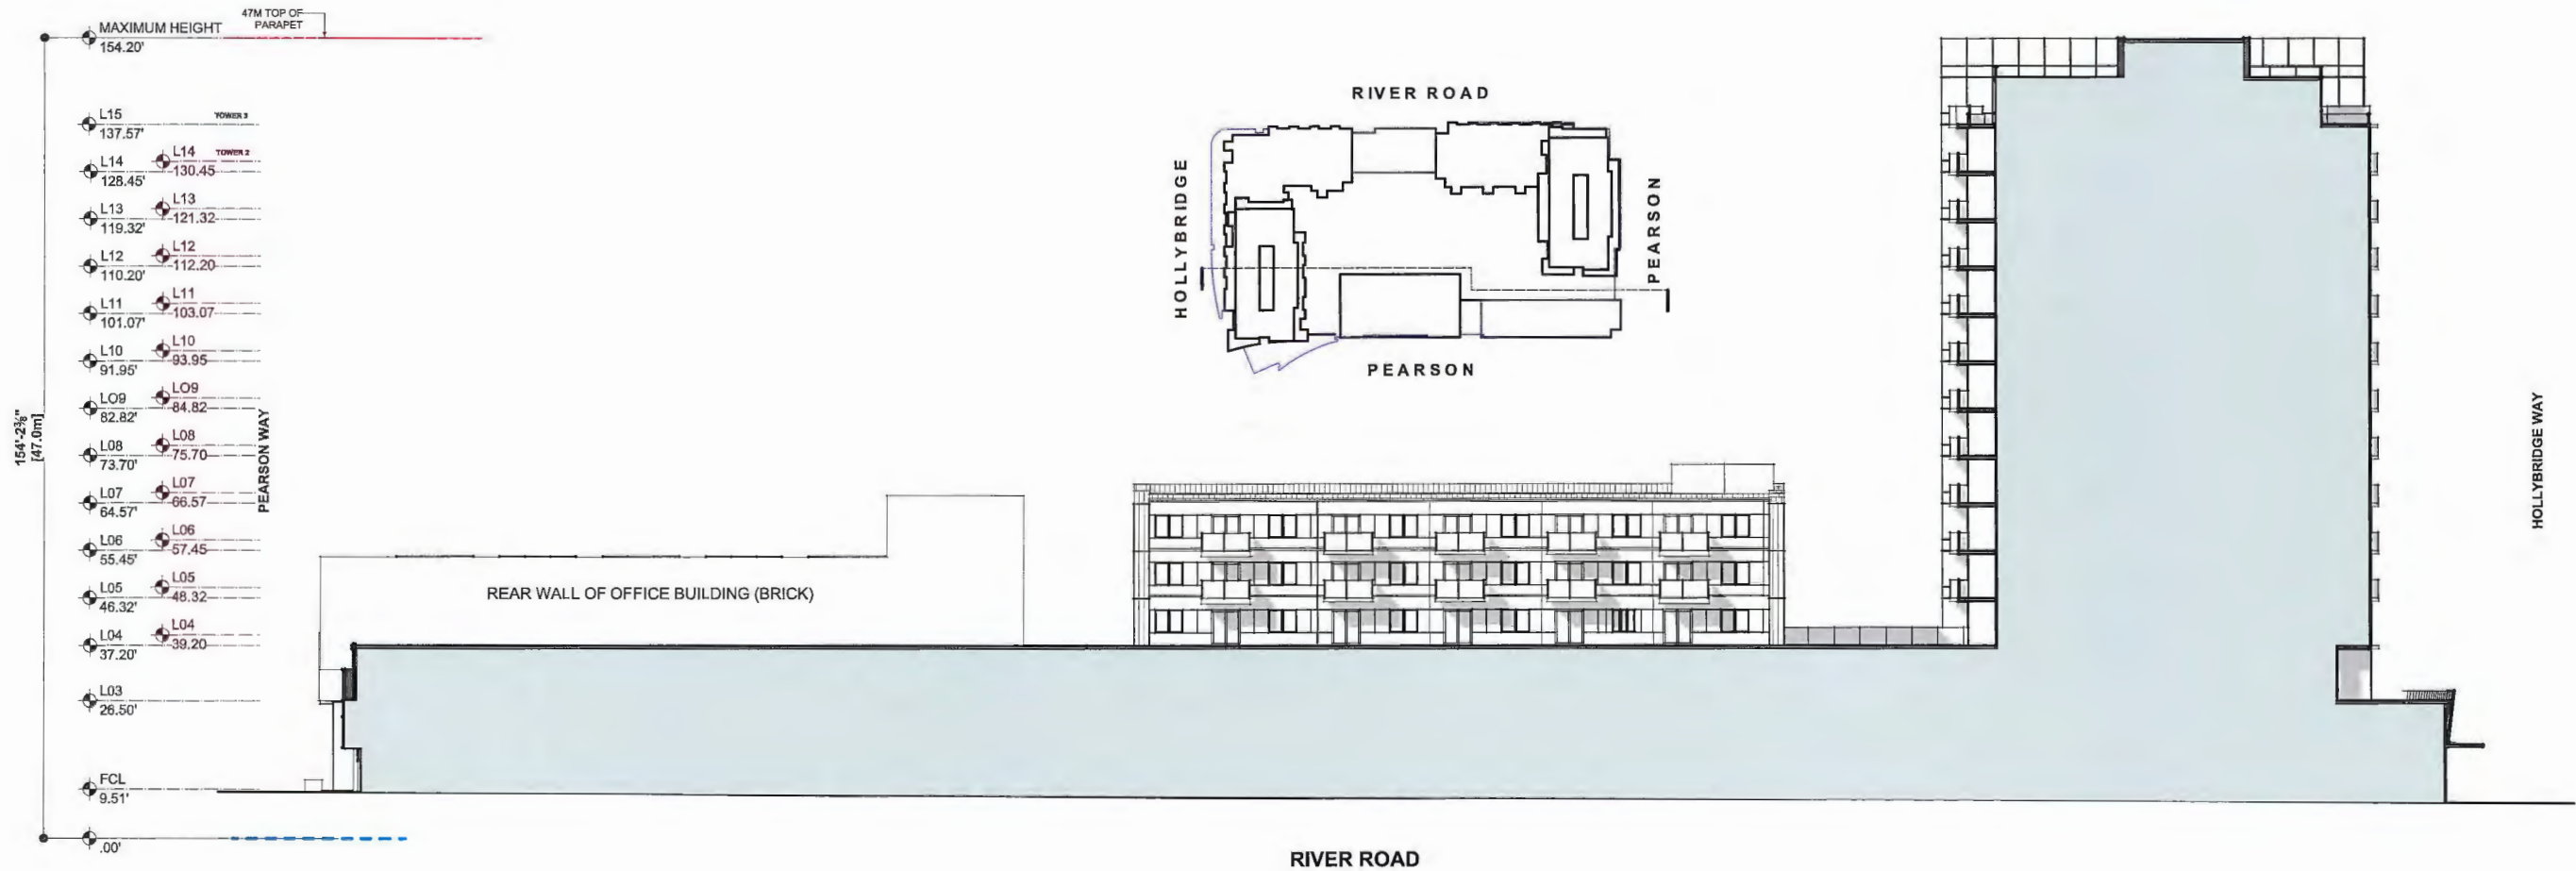 47M TOP OF
PARAPET
MAXIMUM HEIGHT
154.20'
L15
137.57'
TOWER 3
L14
128.45'
L14
130.45
TOWER 2
L13
119.32'
L13
121.32
L12
110.20'
L12
112.20
L11
101.07'
L11
103.07
L10
91.95'
L10
93.95
LO9
82.82'
LO9
84.82
L08
73.70'
L08
75.70
L07
64.57'
L07
66.57
L06
55.45'
L06
57.45
L05
46.32'
L05
48.32
L04
37.20'
L04
39.20
L03
26.50'
FCL
9.51'
.00'
154'-2⅜"
[47.0m]
PEARSON WAY
REAR WALL OF OFFICE BUILDING (BRICK)
RIVER ROAD
HOLLYBRIDGE
PEARSON
PEARSON
HOLLYBRIDGE WAY
RIVER ROAD